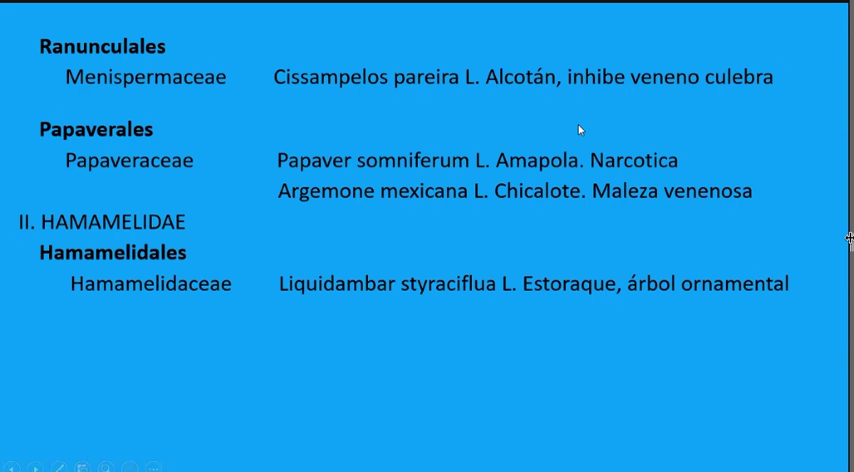 Ranunculales
Menispermaceae Cissampelos pareira L. Alcotán, inhibe veneno culebra
Papaverales
Papaveraceae Papaver somniferum L. Amapola. Narcotica
Argemone mexicana L. Chicalote. Maleza venenosa
II. HAMAMELIDAE
Hamamelidales
Hamamelidaceae Liquidambar styraciflua L. Estoraque, árbol ornamental